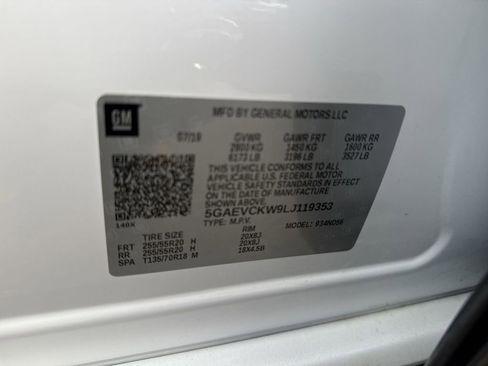 GM
MFD BY GENERAL MOTORS LLC
07/19 GVWR GAWR FRT GAWR RR
2800 KG 1450 KG 1600 KG
6173 LB 3196 LB 3527 LB
THIS VEHICLE CONFORMS TO ALL
APPLICABLE U.S. FEDERAL MOTOR
VEHICLE SAFETY STANDARDS IN EFFECT
ON THE DATE OF MANUFACTURE
SHOWN ABOVE.
5GAEVCKW9LJ119353
TYPE: M.P.V. MODEL: 934ND56
140X
TIRE SIZE RIM
FRT 255/55R20 H 20X8J
RR 255/55R20 H 20X8J
SPA T135/70R18 M 18X4.5B